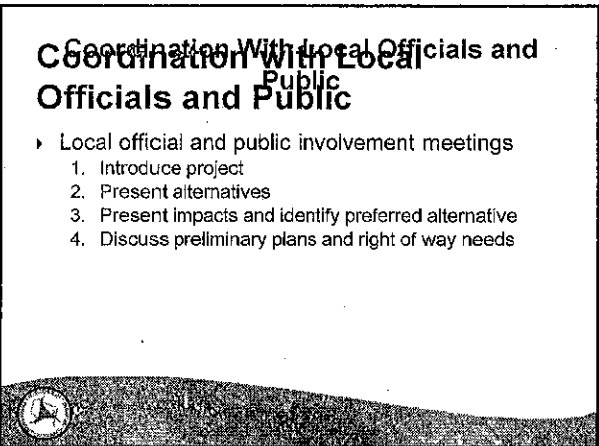 Coordination With Local Officials and
Public
Coordination With Local
Officials and Public
Local official and public involvement meetings
1. Introduce project
2. Present alternatives
3. Present impacts and identify preferred alternative
4. Discuss preliminary plans and right of way needs